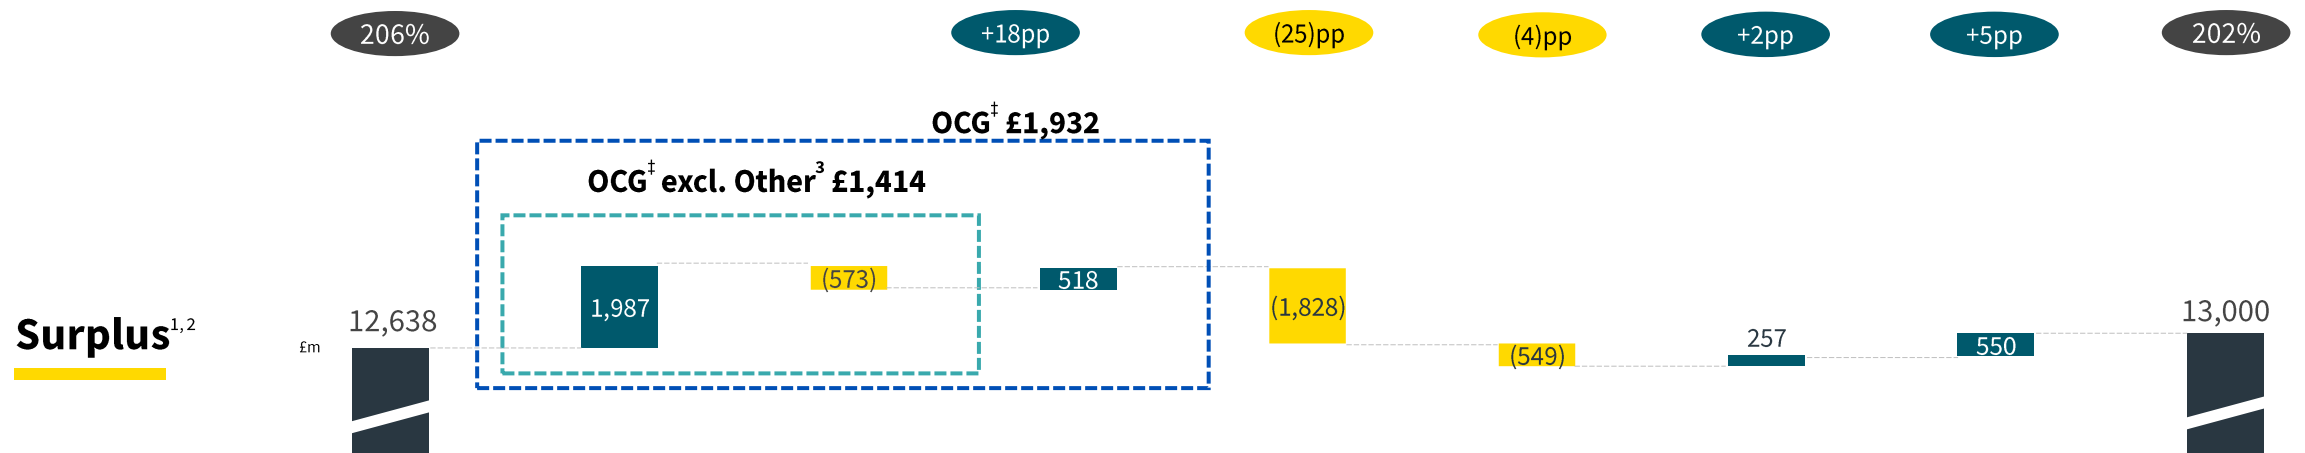 206% +18pp (25)pp (4)pp +2pp +5pp 202%
OCG‡ £1,932
OCG‡ excl. Other³ £1,414
Surplus1, 2
£m
12,638 1,987 (573) 518 (1,828) (549) 257 550 13,000